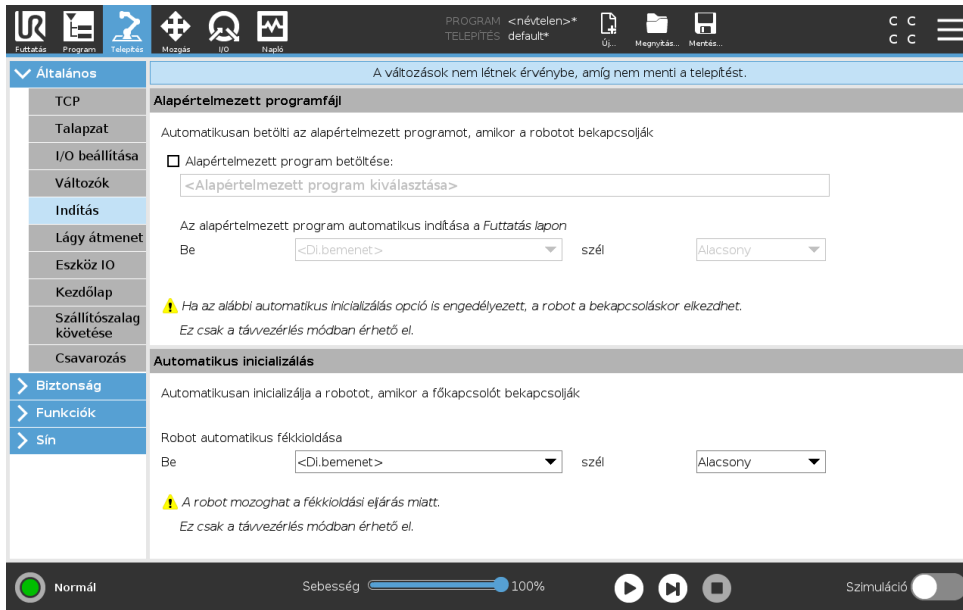 PROGRAM <névtelen>*
TELEPÍTÉS default*
Futtatás Program Telepítés Mozgás I/O Napló Új... Megnyitás... Mentés...
C C
C C
Általános
A változások nem létnek érvénybe, amíg nem menti a telepítést.
TCP
Talapzat
I/O beállítása
Változók
Indítás
Lágy átmenet
Eszköz IO
Kezdőlap
Szállítószalag
követése
Csavarozás
Biztonság
Funkciók
Sín
Alapértelmezett programfájl
Automatikusan betölti az alapértelmezett programot, amikor a robotot bekapcsolják
Alapértelmezett program betöltése:
<Alapértelmezett program kiválasztása>
Az alapértelmezett program automatikus indítása a Futtatás lapon
Be <Di.bemenet> szél Alacsony
Ha az alábbi automatikus inicializálás opció is engedélyezett, a robot a bekapcsoláskor elkezdhet.
Ez csak a távvezérlés módban érhető el.
Automatikus inicializálás
Automatikusan inicializálja a robotot, amikor a főkapcsolót bekapcsolják
Robot automatikus fékkioldása
Be <Di.bemenet> szél Alacsony
A robot mozoghat a fékkioldási eljárás miatt.
Ez csak a távvezérlés módban érhető el.
Normál Sebesség 100% Szimuláció